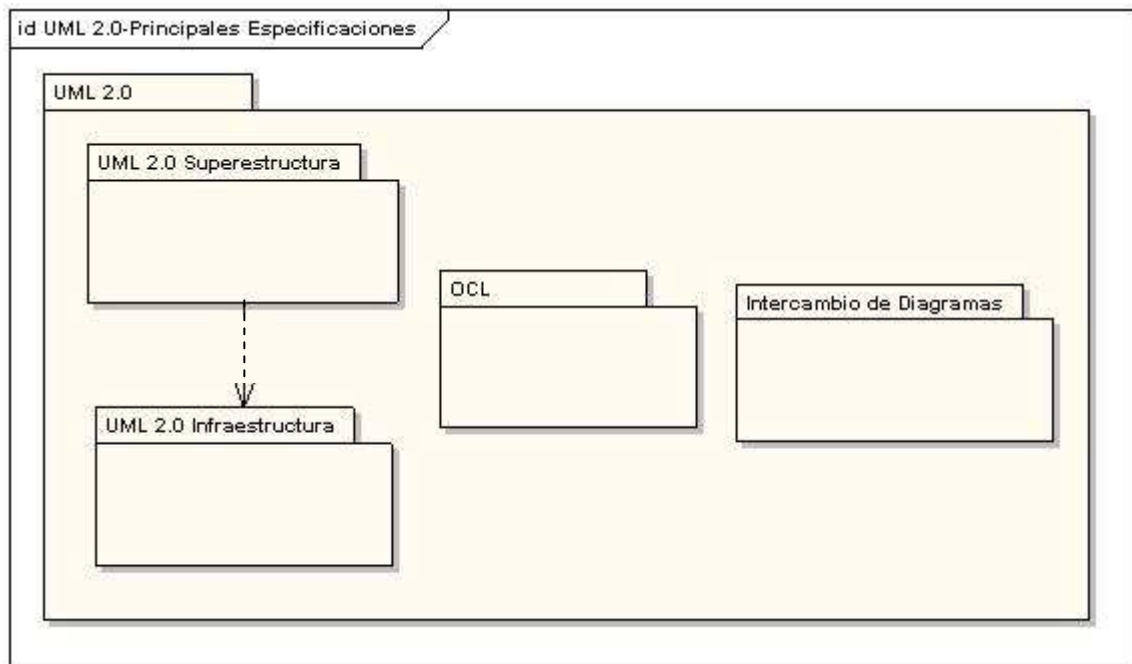 id UML 2.0-Principales Especificaciones
UML 2.0
UML 2.0 Superestructura
OCL
Intercambio de Diagramas
UML 2.0 Infraestructura